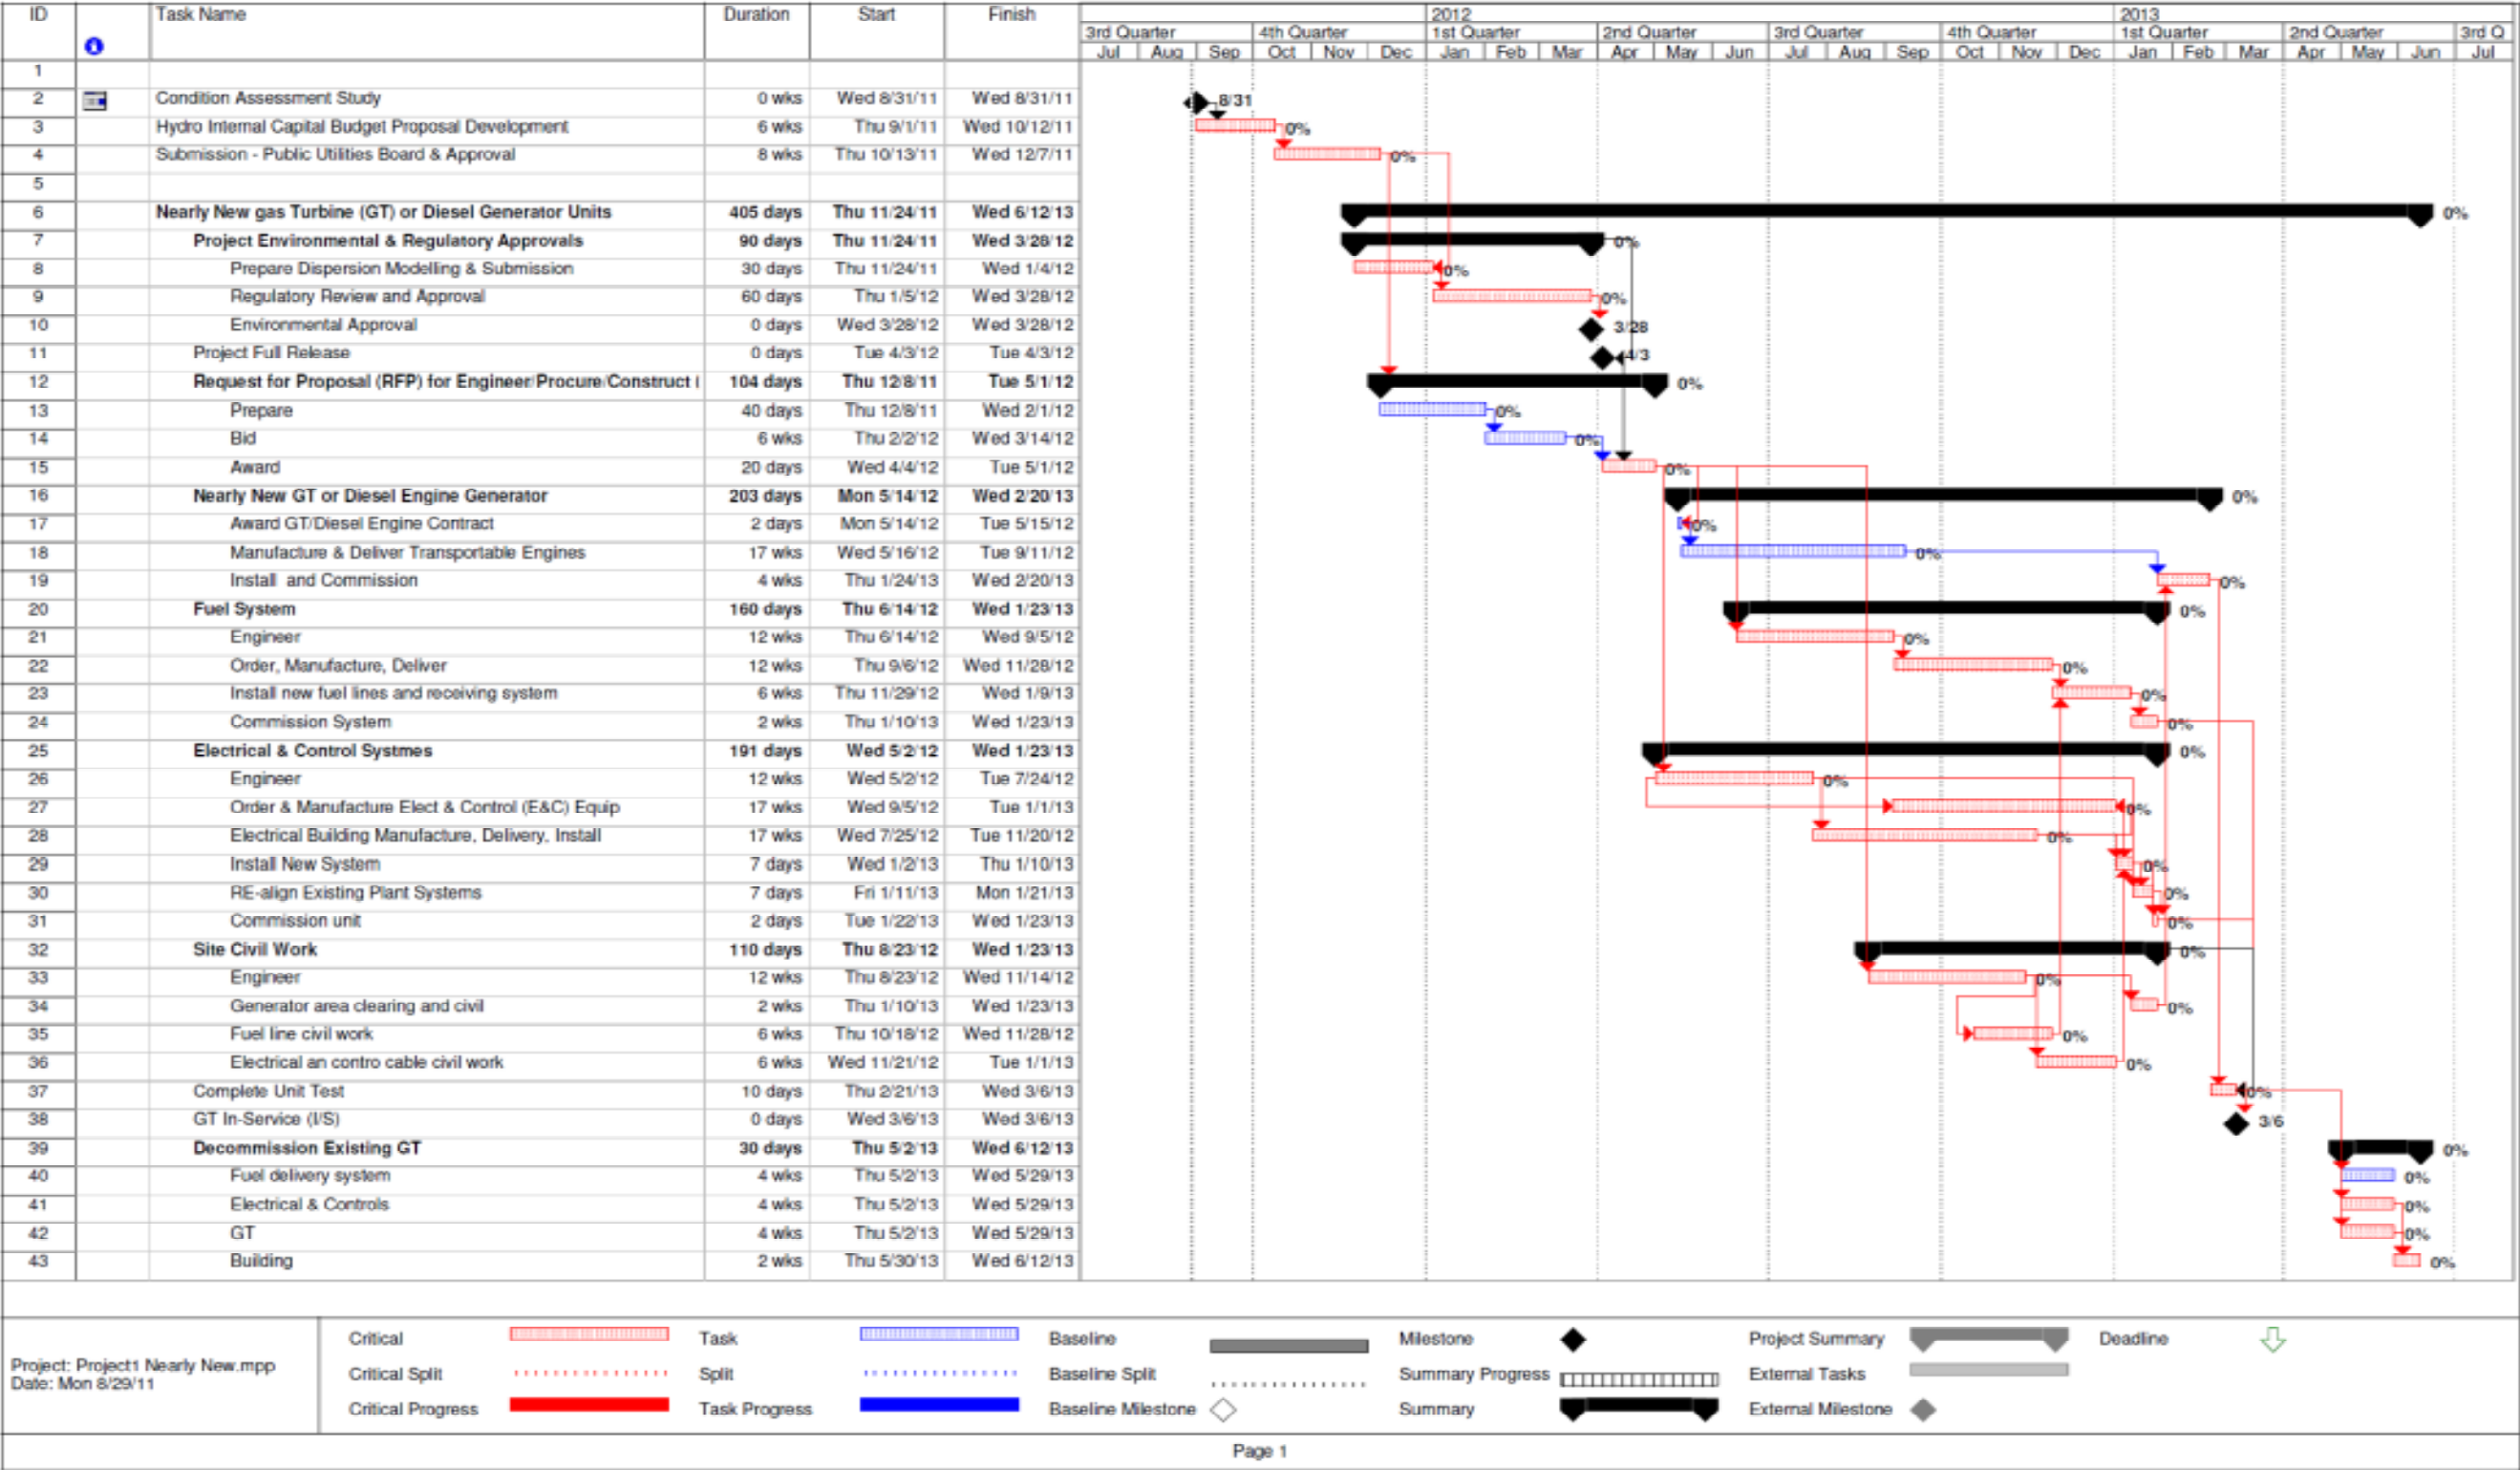 ID Task Name Duration Start Finish
2012 2013
3rd Quarter 4th Quarter 1st Quarter 2nd Quarter 3rd Quarter 4th Quarter 1st Quarter 2nd Quarter 3rd Q
Jul Aug Sep Oct Nov Dec Jan Feb Mar Apr May Jun Jul Aug Sep Oct Nov Dec Jan Feb Mar Apr May Jun Jul
1
2 Condition Assessment Study 0 wks Wed 8/31/11 Wed 8/31/11 8/31
3 Hydro Internal Capital Budget Proposal Development 6 wks Thu 9/1/11 Wed 10/12/11 0%
4 Submission - Public Utilities Board & Approval 8 wks Thu 10/13/11 Wed 12/7/11 0%
5
6 Nearly New gas Turbine (GT) or Diesel Generator Units 405 days Thu 11/24/11 Wed 6/12/13 0%
7 Project Environmental & Regulatory Approvals 90 days Thu 11/24/11 Wed 3/28/12 0%
8 Prepare Dispersion Modelling & Submission 30 days Thu 11/24/11 Wed 1/4/12 0%
9 Regulatory Review and Approval 60 days Thu 1/5/12 Wed 3/28/12 0%
10 Environmental Approval 0 days Wed 3/28/12 Wed 3/28/12 3/28
11 Project Full Release 0 days Tue 4/3/12 Tue 4/3/12 4/3
12 Request for Proposal (RFP) for Engineer/Procure/Construct ( 104 days Thu 12/8/11 Tue 5/1/12 0%
13 Prepare 40 days Thu 12/8/11 Wed 2/1/12 0%
14 Bid 6 wks Thu 2/2/12 Wed 3/14/12 0%
15 Award 20 days Wed 4/4/12 Tue 5/1/12 0%
16 Nearly New GT or Diesel Engine Generator 203 days Mon 5/14/12 Wed 2/20/13 0%
17 Award GT/Diesel Engine Contract 2 days Mon 5/14/12 Tue 5/15/12 0%
18 Manufacture & Deliver Transportable Engines 17 wks Wed 5/16/12 Tue 9/11/12 0%
19 Install and Commission 4 wks Thu 1/24/13 Wed 2/20/13 0%
20 Fuel System 160 days Thu 6/14/12 Wed 1/23/13 0%
21 Engineer 12 wks Thu 6/14/12 Wed 9/5/12 0%
22 Order, Manufacture, Deliver 12 wks Thu 9/6/12 Wed 11/28/12 0%
23 Install new fuel lines and receiving system 6 wks Thu 11/29/12 Wed 1/9/13 0%
24 Commission System 2 wks Thu 1/10/13 Wed 1/23/13 0%
25 Electrical & Control Systmes 191 days Wed 5/2/12 Wed 1/23/13 0%
26 Engineer 12 wks Wed 5/2/12 Tue 7/24/12 0%
27 Order & Manufacture Elect & Control (E&C) Equip 17 wks Wed 9/5/12 Tue 1/1/13 0%
28 Electrical Building Manufacture, Delivery, Install 17 wks Wed 7/25/12 Tue 11/20/12 0%
29 Install New System 7 days Wed 1/2/13 Thu 1/10/13 0%
30 RE-align Existing Plant Systems 7 days Fri 1/11/13 Mon 1/21/13 0%
31 Commission unit 2 days Tue 1/22/13 Wed 1/23/13 0%
32 Site Civil Work 110 days Thu 8/23/12 Wed 1/23/13 0%
33 Engineer 12 wks Thu 8/23/12 Wed 11/14/12 0%
34 Generator area clearing and civil 2 wks Thu 1/10/13 Wed 1/23/13 0%
35 Fuel line civil work 6 wks Thu 10/18/12 Wed 11/28/12 0%
36 Electrical an contro cable civil work 6 wks Wed 11/21/12 Tue 1/1/13 0%
37 Complete Unit Test 10 days Thu 2/21/13 Wed 3/6/13 0%
38 GT In-Service (I/S) 0 days Wed 3/6/13 Wed 3/6/13 3/6
39 Decommission Existing GT 30 days Thu 5/2/13 Wed 6/12/13 0%
40 Fuel delivery system 4 wks Thu 5/2/13 Wed 5/29/13 0%
41 Electrical & Controls 4 wks Thu 5/2/13 Wed 5/29/13 0%
42 GT 4 wks Thu 5/2/13 Wed 5/29/13 0%
43 Building 2 wks Thu 5/30/13 Wed 6/12/13 0%
Project: Project1 Nearly New.mpp
Date: Mon 8/29/11
Critical Task Baseline Milestone Project Summary Deadline
Critical Split Split Baseline Split Summary Progress External Tasks
Critical Progress Task Progress Baseline Milestone Summary External Milestone
Page 1